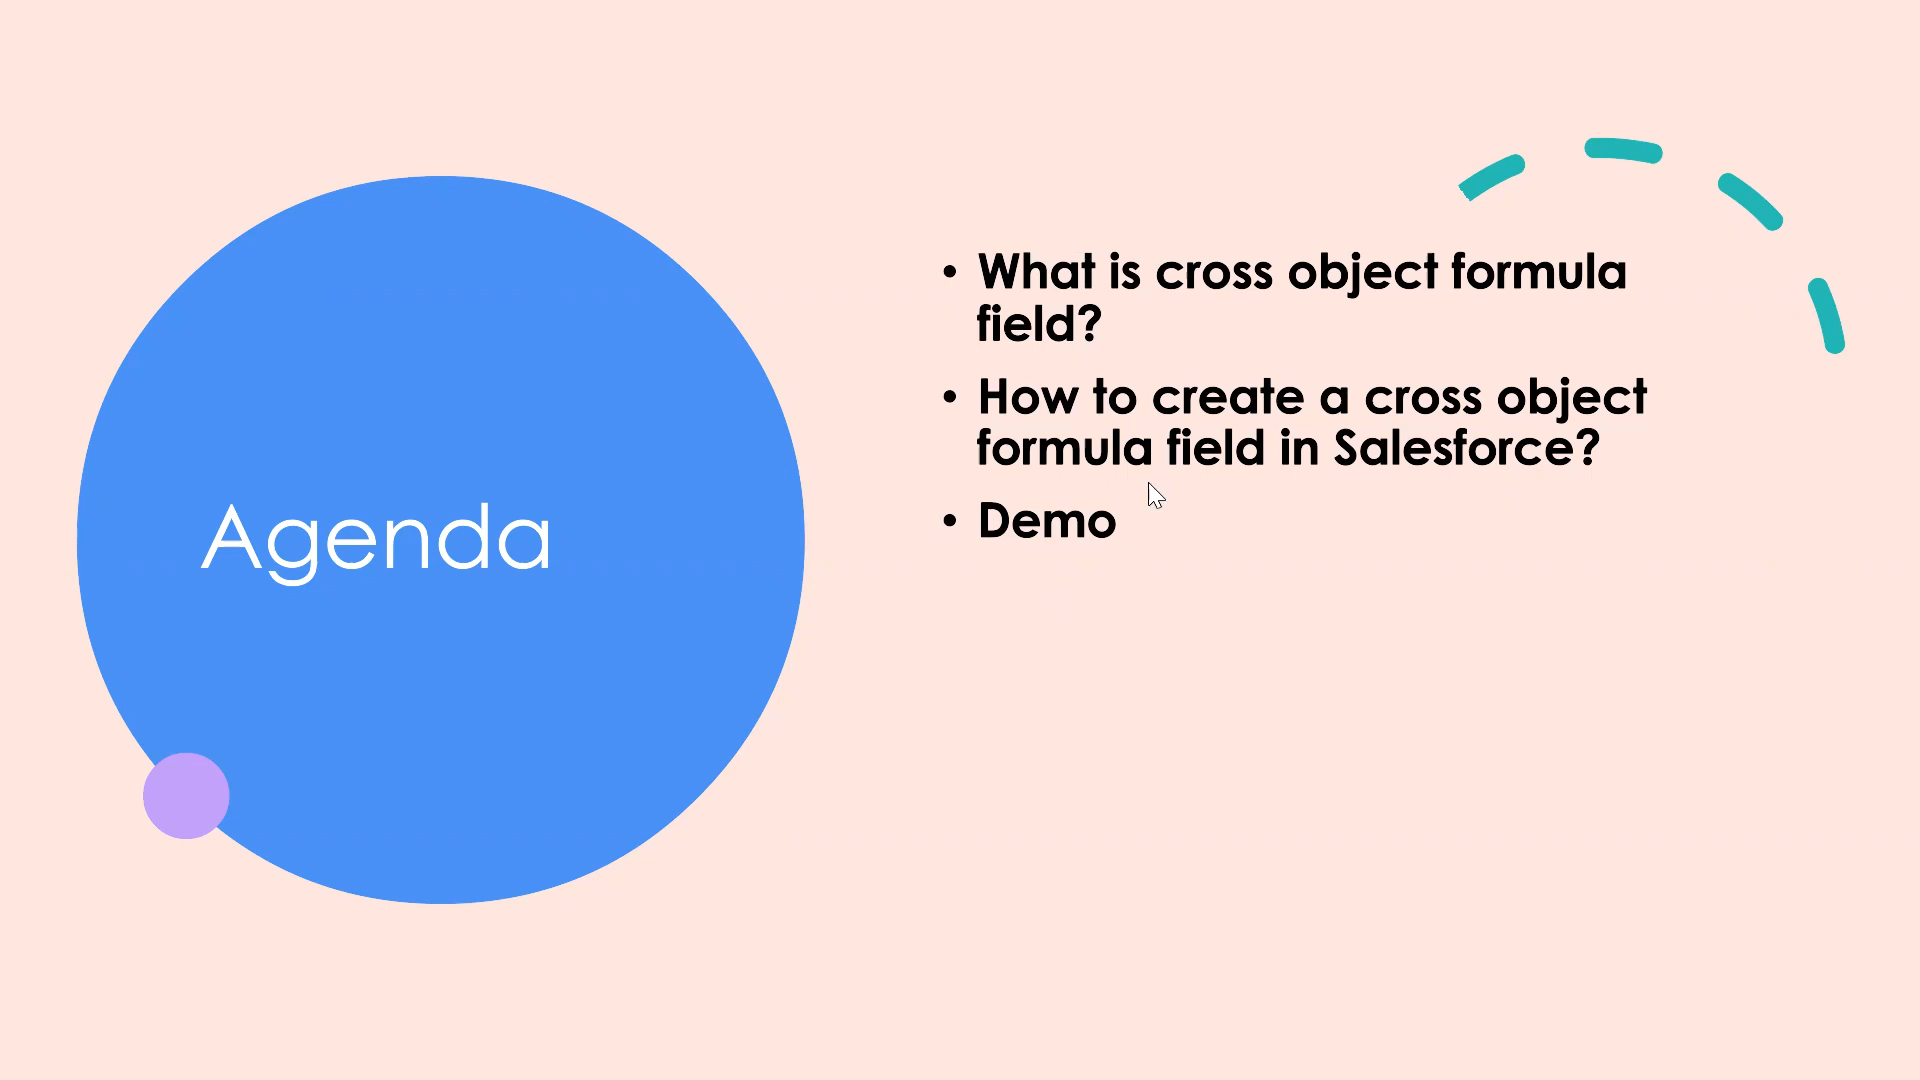 Agenda
• What is cross object formula
field?
• How to create a cross object
formula field in Salesforce?
• Demo